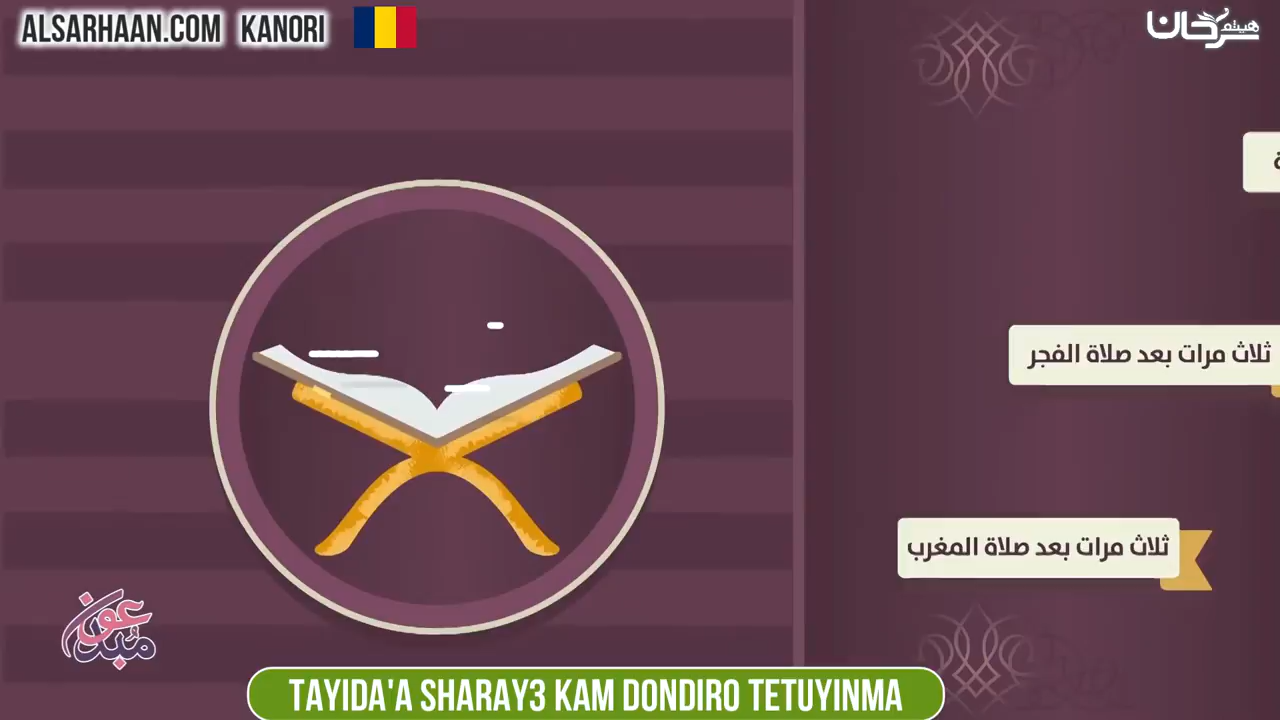 ALSARHAAN.COM KANORI
هيثم سرحان
ثلاث مرات بعد صلاة الفجر
ثلاث مرات بعد صلاة المغرب
TAYIDA'A SHARAY3 KAM DONDIRO TETUYINMA